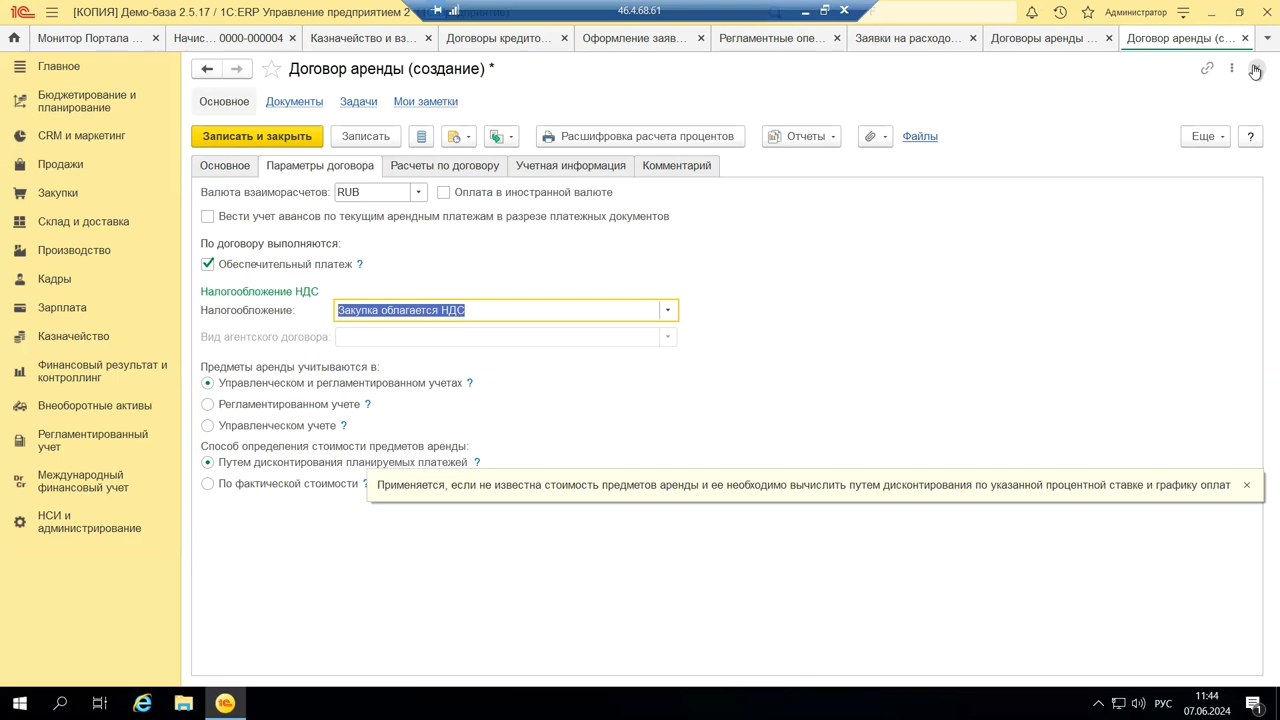 [КОПИЯ] Демо-база 2.5.17 / 1С:ERP Управление предприятием 2
46.4.68.61
Администратор
Монитор Портала ...
Начис... 0000-000004
Казначейство и вз...
Договоры кредито...
Оформление заяв...
Регламентные опе...
Заявки на расходо...
Договоры аренды ...
Договор аренды (с...
Главное
Бюджетирование и планирование
CRM и маркетинг
Продажи
Закупки
Склад и доставка
Производство
Кадры
Зарплата
Казначейство
Финансовый результат и контроллинг
Внеоборотные активы
Регламентированный учет
Международный финансовый учет
НСИ и администрирование
Договор аренды (создание) *
Основное
Документы
Задачи
Мои заметки
Записать и закрыть
Записать
Расшифровка расчета процентов
Отчеты
Файлы
Еще
?
Основное
Параметры договора
Расчеты по договору
Учетная информация
Комментарий
Валюта взаиморасчетов: RUB
Оплата в иностранной валюте
Вести учет авансов по текущим арендным платежам в разрезе платежных документов
По договору выполняются:
Обеспечительный платеж ?
Налогообложение НДС
Налогообложение: Закупка облагается НДС
Вид агентского договора:
Предметы аренды учитываются в:
Управленческом и регламентированном учетах ?
Регламентированном учете ?
Управленческом учете ?
Способ определения стоимости предметов аренды:
Путем дисконтирования планируемых платежей ?
По фактической стоимости ?
Применяется, если не известна стоимость предметов аренды и ее необходимо вычислить путем дисконтирования по указанной процентной ставке и графику оплат
РУС
11:44
07.06.2024
1